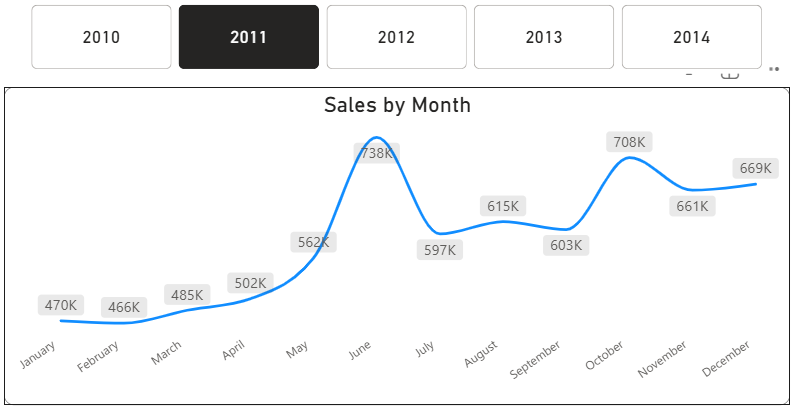 2010 2011 2012 2013 2014
Sales by Month
470K 466K 485K 502K 562K 738K 597K 615K 603K 708K 661K 669K
January February March April May June July August September October November December